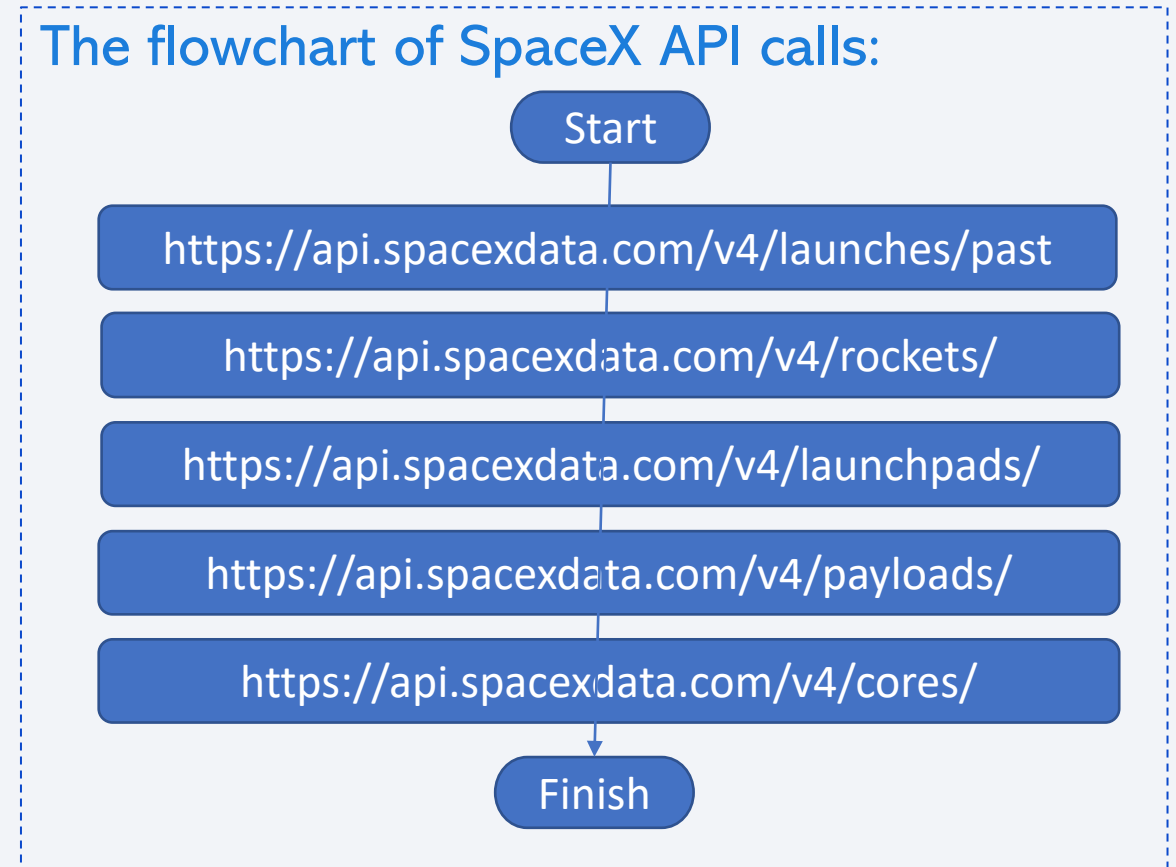 The flowchart of SpaceX API calls:
Start
https://api.spacexdata.com/v4/launches/past
https://api.spacexdata.com/v4/rockets/
https://api.spacexdata.com/v4/launchpads/
https://api.spacexdata.com/v4/payloads/
https://api.spacexdata.com/v4/cores/
Finish